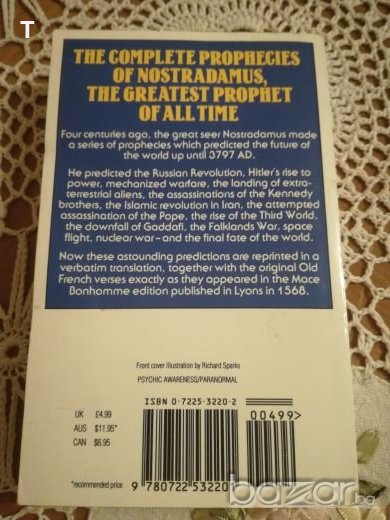 T
THE COMPLETE PROPHECIES
OF NOSTRADAMUS,
THE GREATEST PROPHET
OF ALL TIME
Four centuries ago, the great seer Nostradamus made
a series of prophecies which predicted the future of
the world up until 3797 AD.
He predicted the Russian Revolution, Hitler's rise to
power, mechanized warfare, the landing of extra-
terrestrial aliens, the assassinations of the Kennedy
brothers, the Islamic revolution in Iran, the attempted
assassination of the Pope, the rise of the Third World,
the downfall of Gaddafi, the Falklands War, space
flight, nuclear war–and the final fate of the world.
Now these astounding predictions are reprinted in a
verbatim translation, together with the original Old
French verses exactly as they appeared in the Mace
Bonhomme edition published in Lyons in 1568.
Front cover illustration by Richard Sparks
PSYCHIC AWARENESS/PARANORMAL
ISBN 0-7225-3220-2
UK £4.99
AUS $11.95*
CAN $6.95
00499>
*recommended price
9 780722 53220
bazar.bg